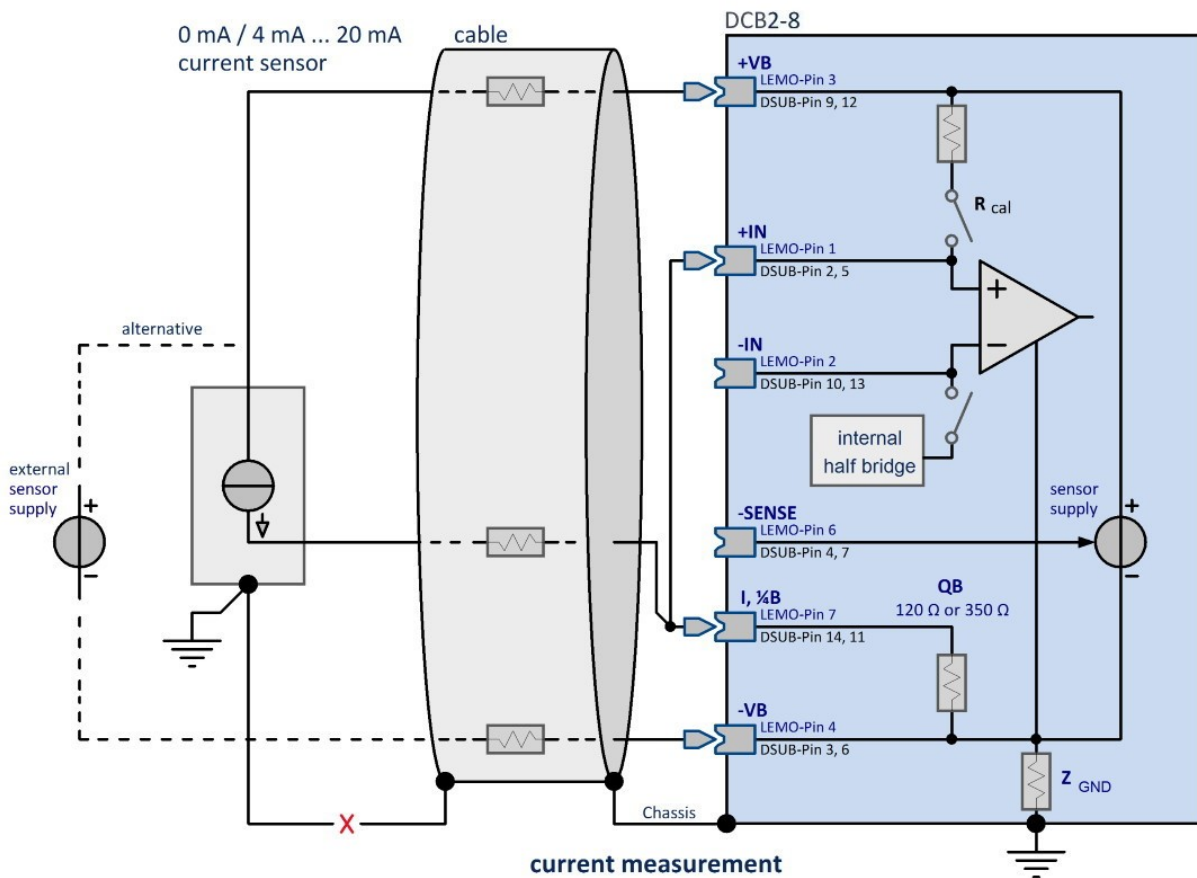 DCB2-8
0 mA / 4 mA ... 20 mA
current sensor
cable
+VB
LEMO-Pin 3
DSUB-Pin 9, 12
R cal
+IN
LEMO-Pin 1
DSUB-Pin 2, 5
+
alternative
-IN
LEMO-Pin 2
DSUB-Pin 10, 13
−
internal
half bridge
external
sensor
supply
+
−
-SENSE
LEMO-Pin 6
DSUB-Pin 4, 7
sensor
supply
+
−
I, ¼B
LEMO-Pin 7
DSUB-Pin 14, 11
QB
120 Ω or 350 Ω
-VB
LEMO-Pin 4
DSUB-Pin 3, 6
Z GND
Chassis
X
current measurement